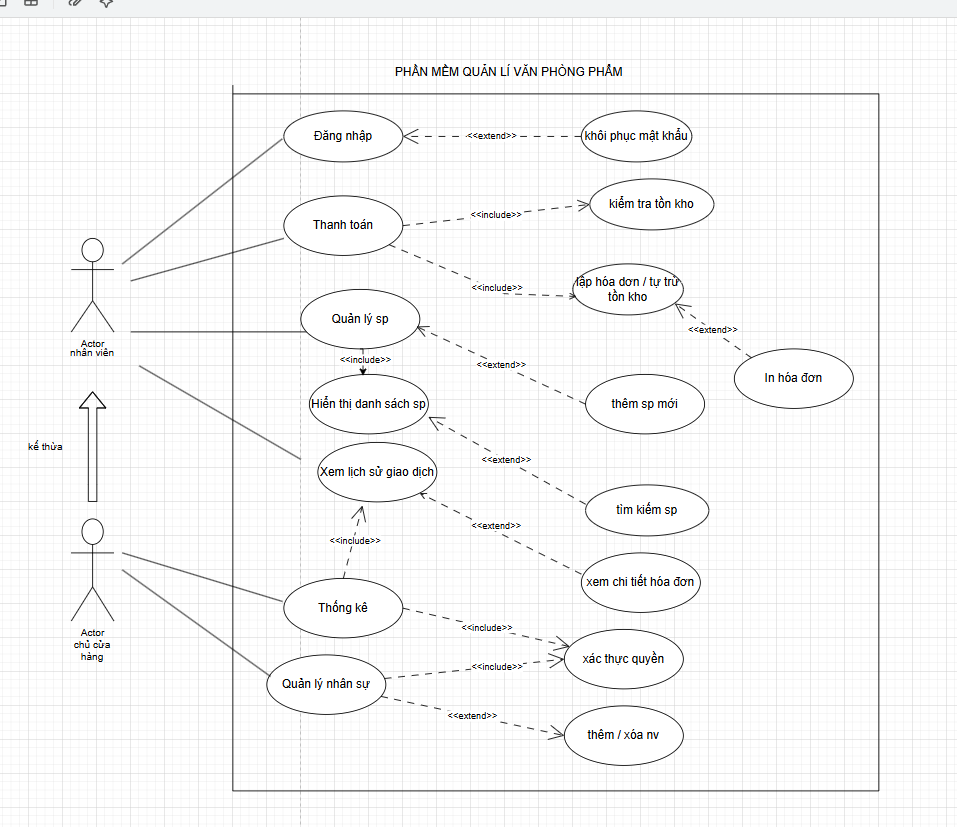 PHẦN MỀM QUẢN LÍ VĂN PHÒNG PHẨM
Đăng nhập
<<extend>>
khôi phục mật khẩu
kiểm tra tồn kho
Thanh toán
<<include>>
lập hóa dơn / tự trừ
tồn kho
<<include>>
Quản lý sp
<<extend>>
Actor
nhân viên
<<include>>
<<extend>>
In hóa đơn
Hiển thị danh sách sp
thêm sp mới
kế thừa
<<extend>>
Xem lịch sử giao dịch
tìm kiếm sp
<<extend>>
<<include>>
xem chi tiết hóa đơn
Thống kê
<<include>>
Actor
chủ cửa
hàng
xác thực quyền
<<include>>
Quản lý nhân sự
<<extend>>
thêm / xóa nv